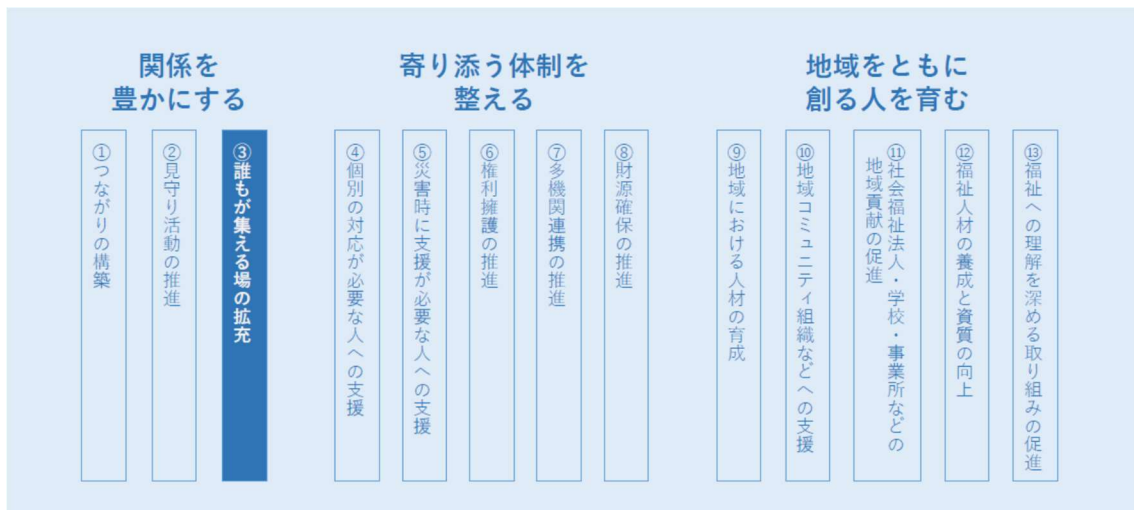 関係を
豊かにする
①つながりの構築
②見守り活動の推進
③誰もが集える場の拡充
寄り添う体制を
整える
④個別の対応が必要な人への支援
⑤災害時に支援が必要な人への支援
⑥権利擁護の推進
⑦多機関連携の推進
⑧財源確保の推進
地域をともに
創る人を育む
⑨地域における人材の育成
⑩地域コミュニティ組織などへの支援
⑪社会福祉法人・学校・事業所などの
地域貢献の促進
⑫福祉人材の養成と資質の向上
⑬福祉への理解を深める取り組みの促進